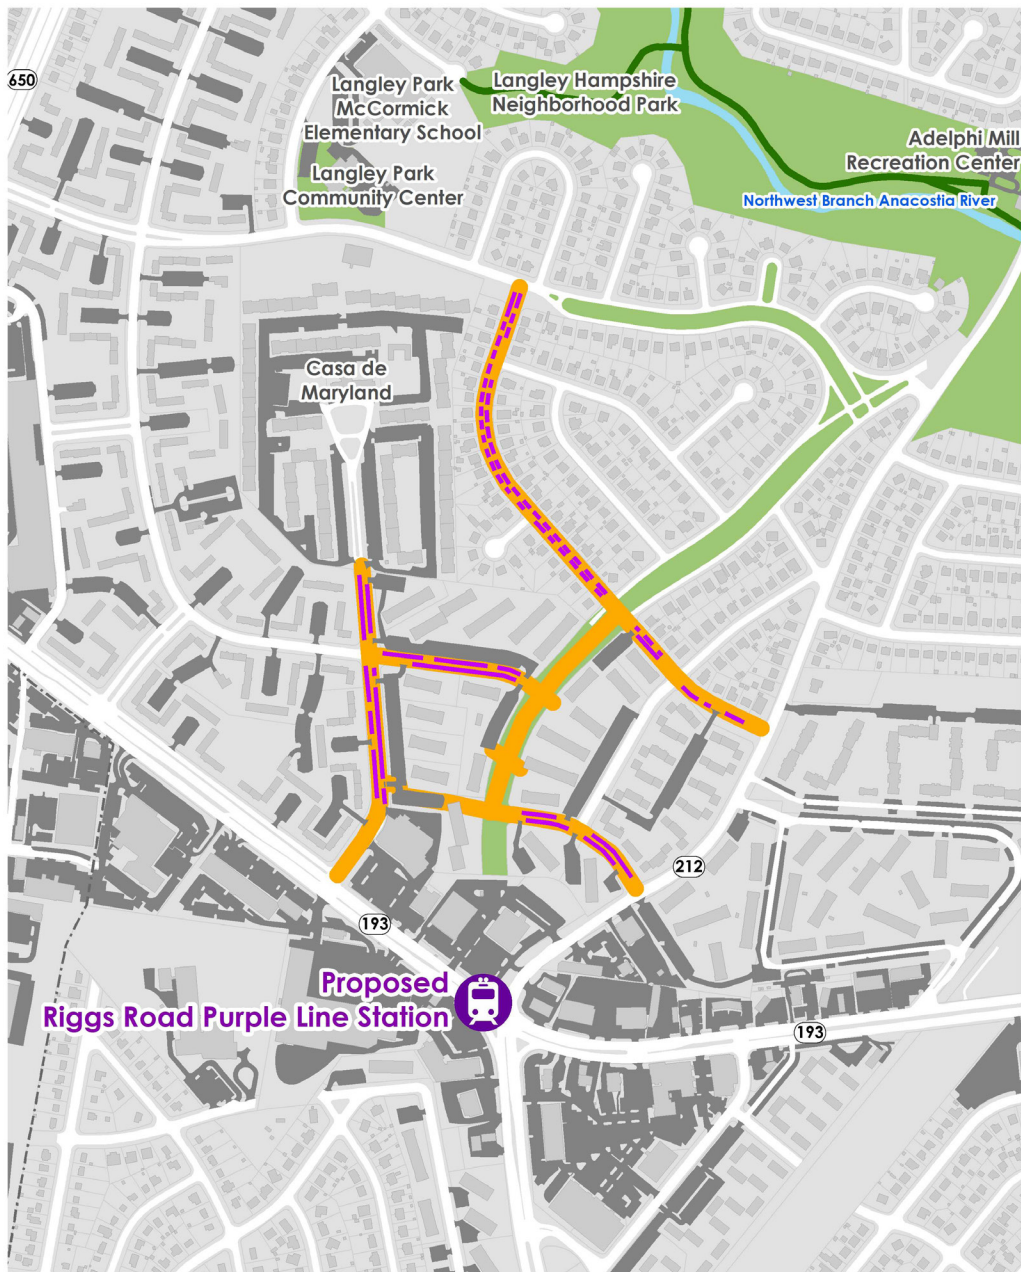 650
Langley Park
McCormick
Elementary School
Langley Hampshire
Neighborhood Park
Adelphi Mill
Recreation Center
Langley Park
Community Center
Northwest Branch Anacostia River
Casa de
Maryland
212
193
Proposed
Riggs Road Purple Line Station
193